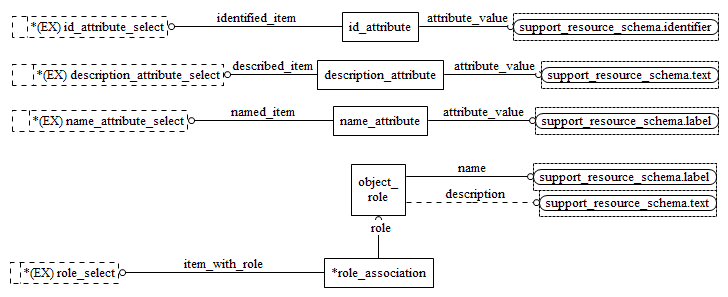 *(EX) id_attribute_select identified_item id_attribute attribute_value support_resource_schema.identifier
*(EX) description_attribute_select described_item description_attribute attribute_value support_resource_schema.text
*(EX) name_attribute_select named_item name_attribute attribute_value support_resource_schema.label
object_
role
name
support_resource_schema.label
description
support_resource_schema.text
role
*(EX) role_select item_with_role *role_association